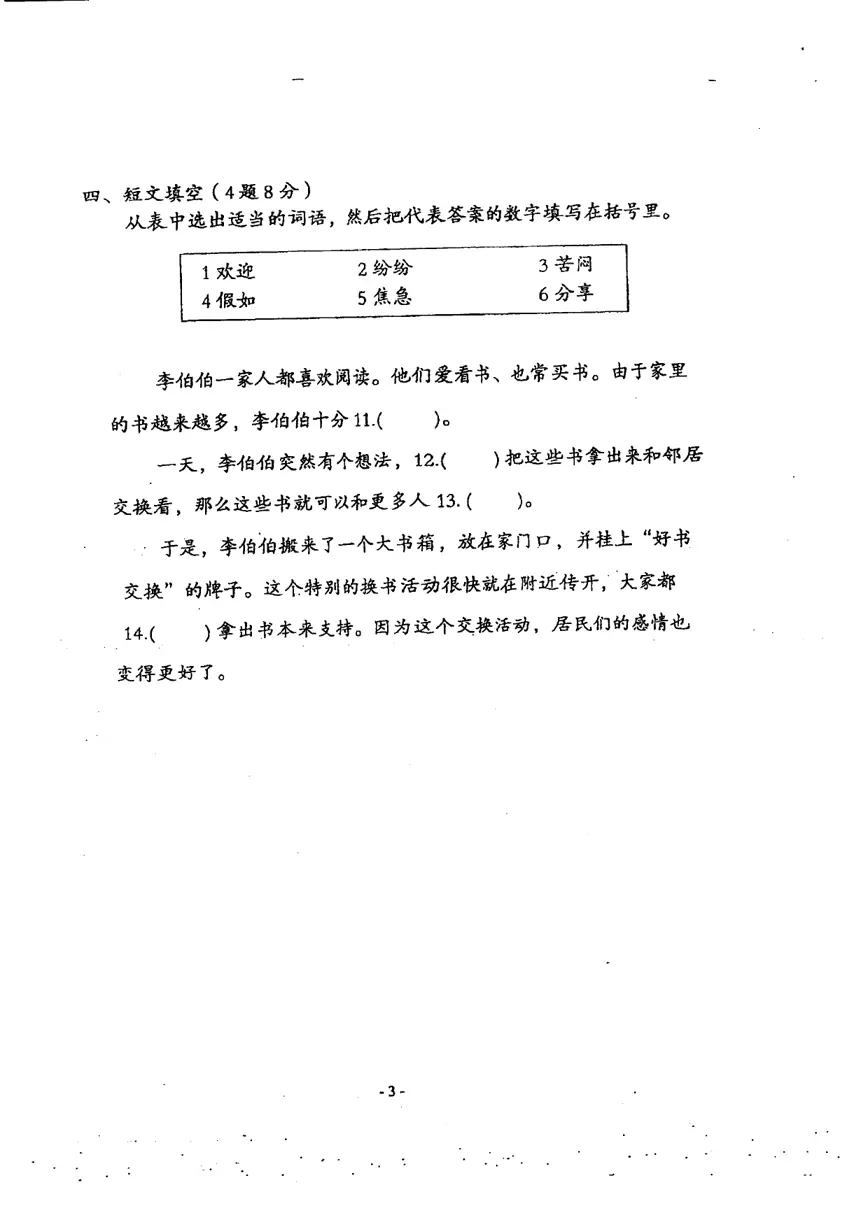 四、短文填空(4题8分)
从表中选出适当的词语，然后把代表答案的数字填写在括号里。
1 欢迎 2 纷纷 3 苦闷
4 假如 5 焦急 6 分享
李伯伯一家人都喜欢阅读。他们爱看书、也常买书。由于家里
的书越来越多，李伯伯十分 11.( )。
一天，李伯伯突然有个想法，12.( )把这些书拿出来和邻居
交换看，那么这些书就可以和更多人 13.( )。
于是，李伯伯搬来了一个大书箱，放在家门口，并挂上“好书
交换”的牌子。这个特别的换书活动很快就在附近传开，大家都
14.( )拿出书本来支持。因为这个交换活动，居民们的感情也
变得更好了。
- 3 -